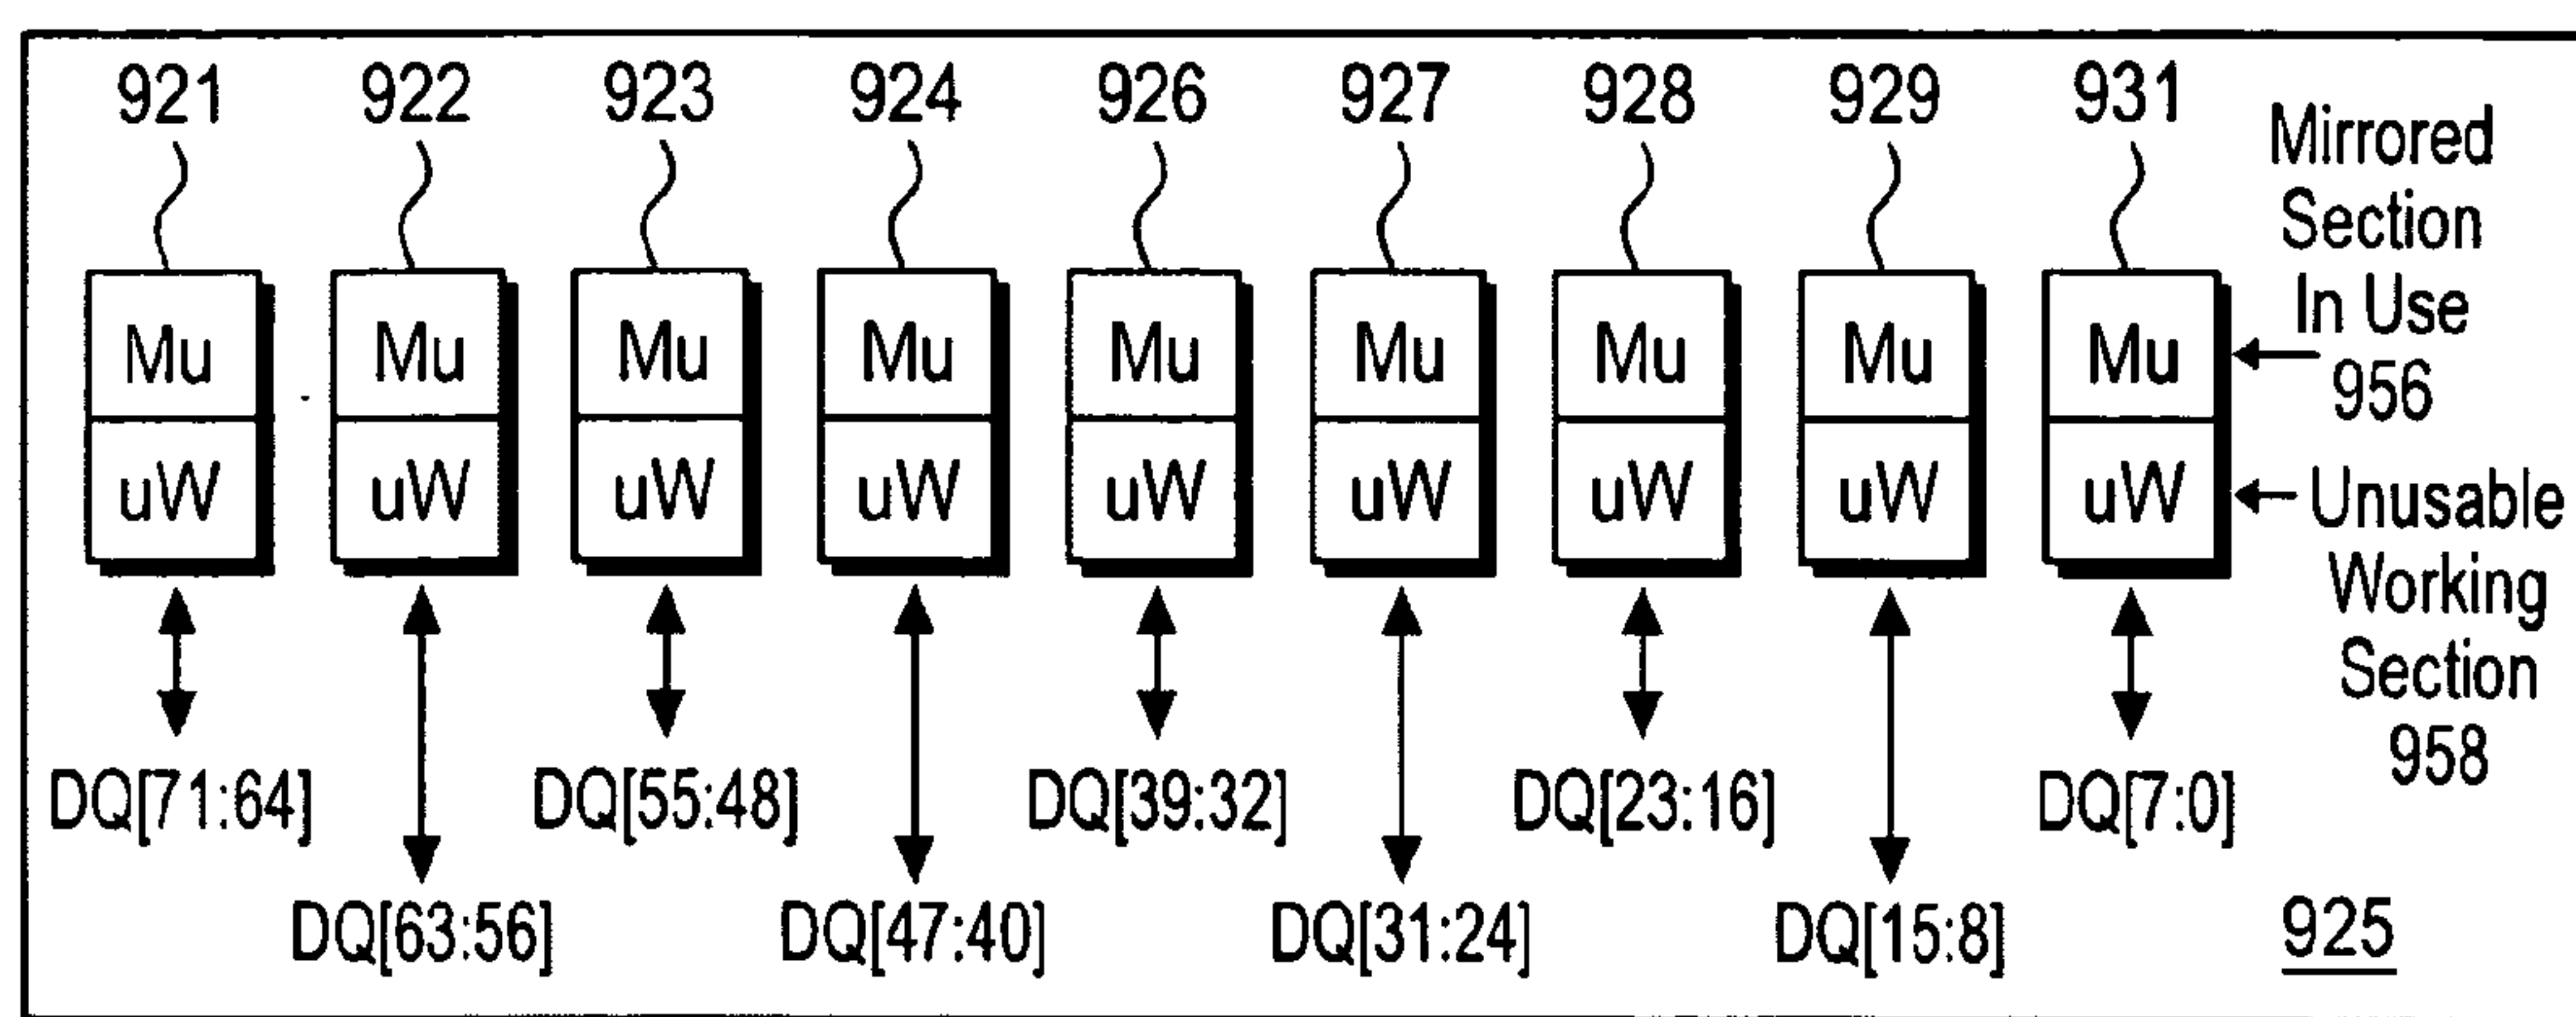 921 922 923 924 926 927 928 929 931
Mirrored
Section
In Use
956
Mu Mu Mu Mu Mu Mu Mu Mu Mu
uW uW uW uW uW uW uW uW uW
Unusable
Working
Section
958
DQ[71:64] DQ[55:48] DQ[39:32] DQ[23:16] DQ[7:0]
DQ[63:56] DQ[47:40] DQ[31:24] DQ[15:8]
925